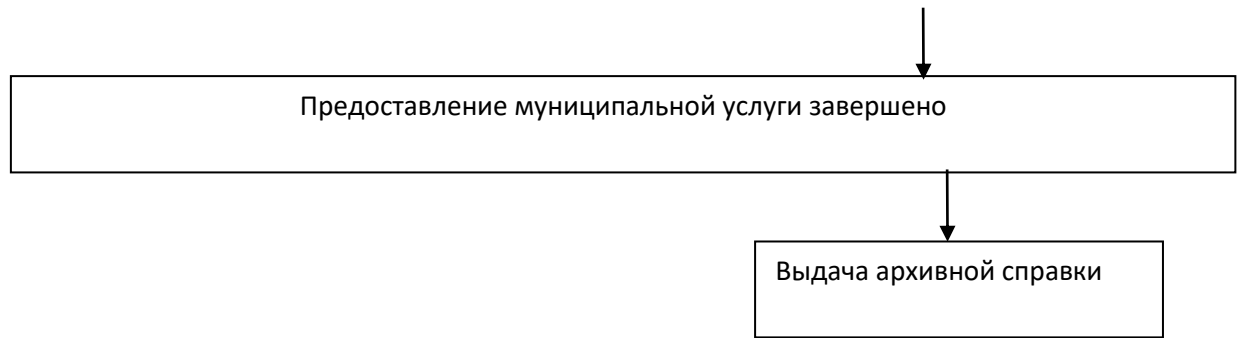 Предоставление муниципальной услуги завершено
Выдача архивной справки